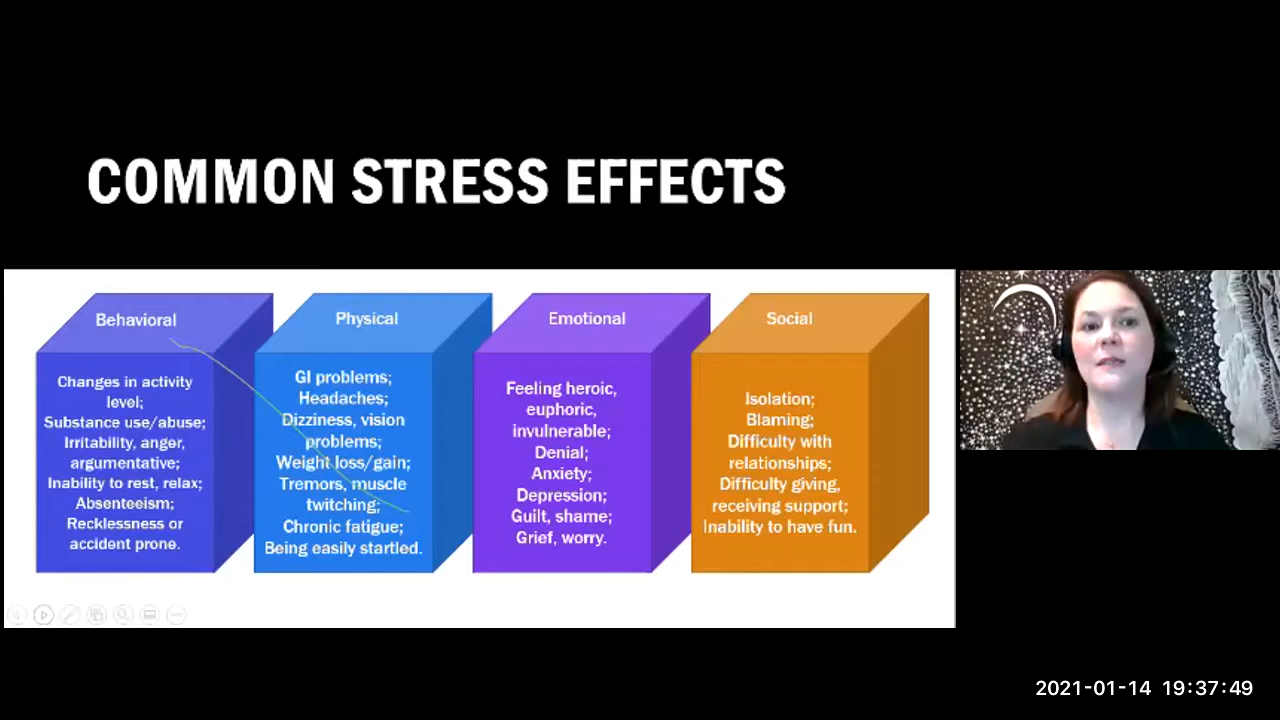 COMMON STRESS EFFECTS
Behavioral
Changes in activity
level;
Substance use/abuse;
Irritability, anger,
argumentative;
Inability to rest, relax;
Absenteeism;
Recklessness or
accident prone.
Physical
GI problems;
Headaches;
Dizziness, vision
problems;
Weight loss/gain;
Tremors, muscle
twitching;
Chronic fatigue;
Being easily startled.
Emotional
Feeling heroic,
euphoric,
invulnerable;
Denial;
Anxiety;
Depression;
Guilt, shame;
Grief, worry.
Social
Isolation;
Blaming;
Difficulty with
relationships;
Difficulty giving,
receiving support;
Inability to have fun.
2021-01-14 19:37:49